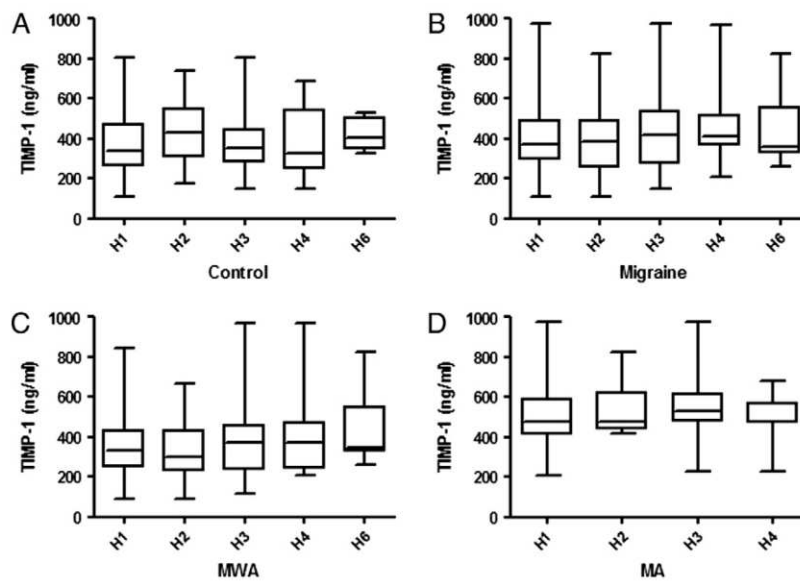 A
TIMP-1 (ng/ml)
1000
800
600
400
200
0
H1 H2 H3 H4 H6
Control
B
TIMP-1 (ng/ml)
1000
800
600
400
200
0
H1 H2 H3 H4 H6
Migraine
C
TIMP-1 (ng/ml)
1000
800
600
400
200
0
H1 H2 H3 H4 H6
MWA
D
TIMP-1 (ng/ml)
1000
800
600
400
200
0
H1 H2 H3 H4
MA